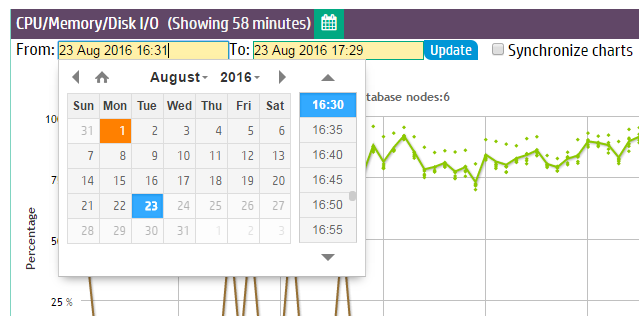 CPU/Memory/Disk I/O (Showing 58 minutes)
From: 23 Aug 2016 16:31 To: 23 Aug 2016 17:29 Update Synchronize charts
August 2016
Sun Mon Tue Wed Thu Fri Sat
31 1 2 3 4 5 6
7 8 9 10 11 12 13
14 15 16 17 18 19 20
21 22 23 24 25 26 27
28 29 30 31 1 2 3
16:30
16:35
16:40
16:45
16:50
16:55
tabase nodes:6
Percentage
100
75
50
25 %